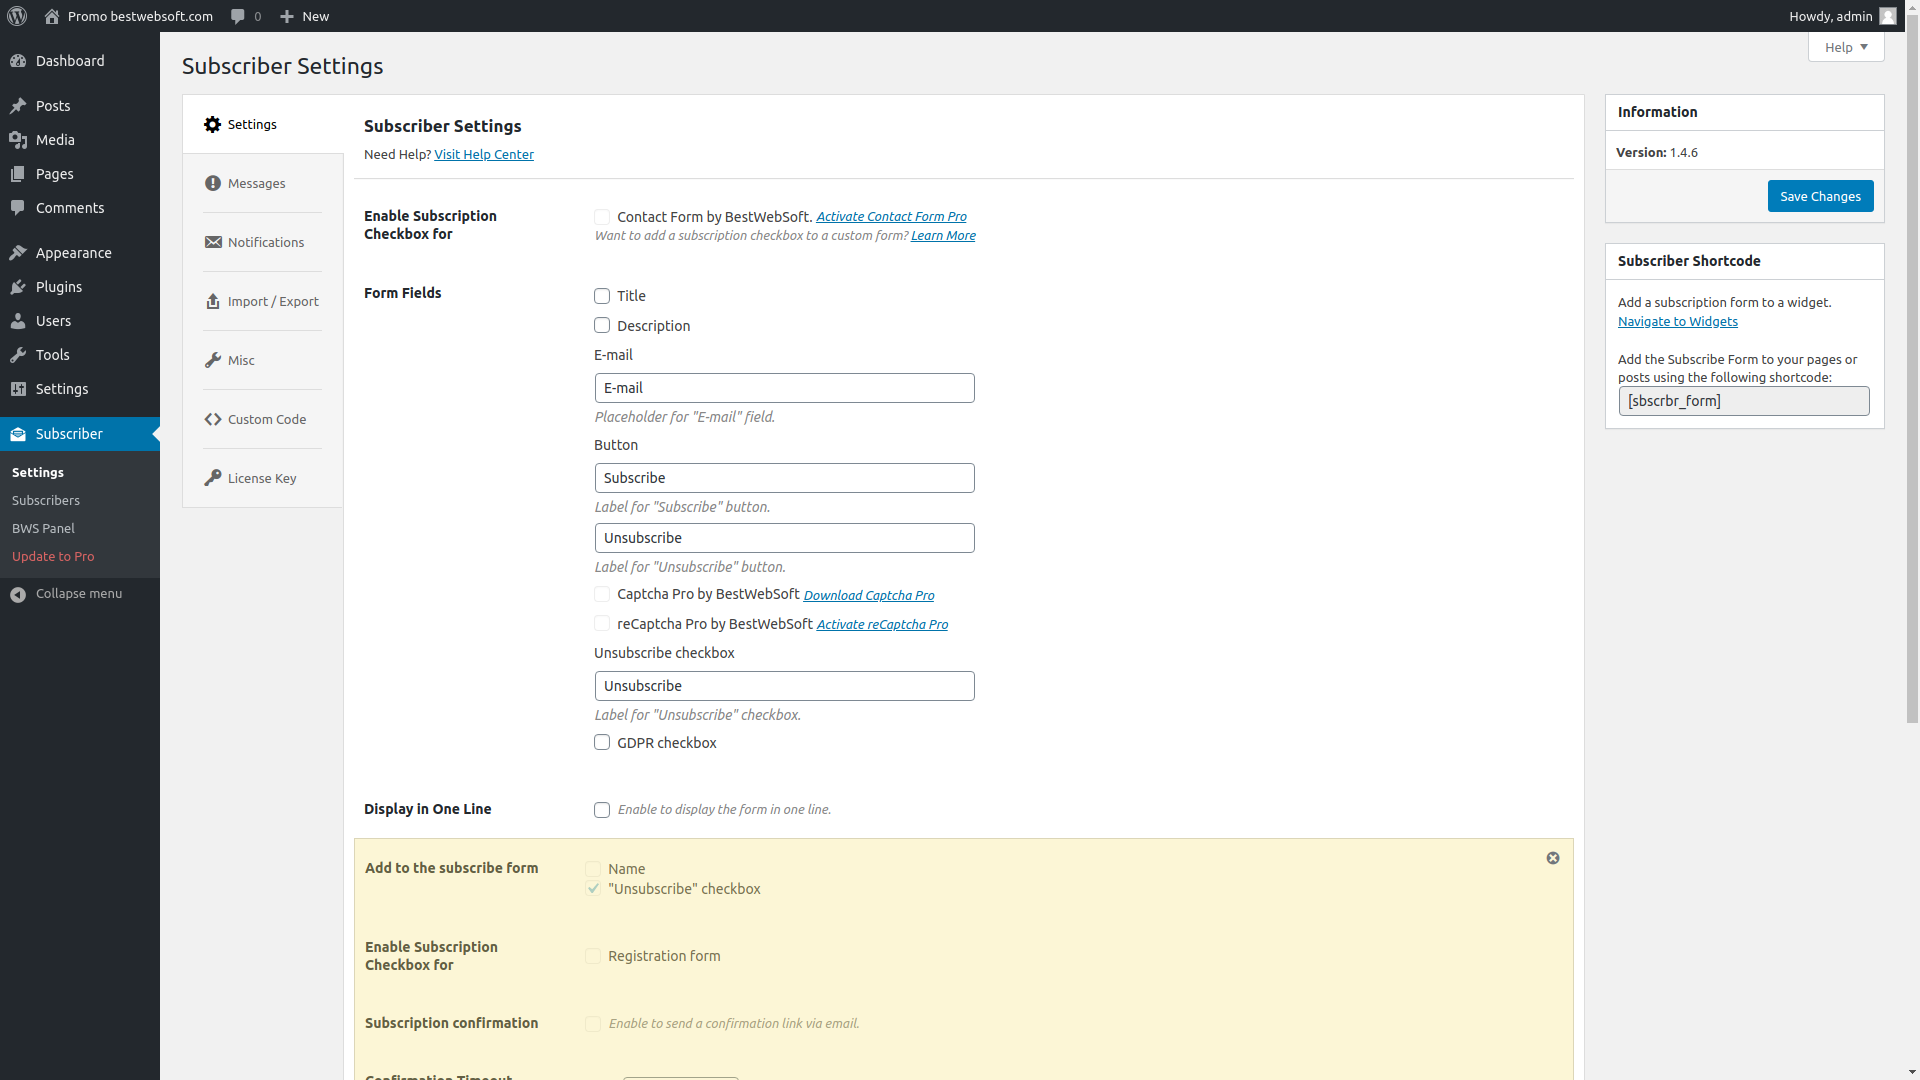 Promo bestwebsoft.com
0
New
Howdy, admin
Dashboard
Posts
Media
Pages
Comments
Appearance
Plugins
Users
Tools
Settings
Subscriber
Settings
Subscribers
BWS Panel
Update to Pro
Collapse menu
Help
Subscriber Settings
Settings
Messages
Notifications
Import / Export
Misc
Custom Code
License Key
Subscriber Settings
Need Help? Visit Help Center
Enable Subscription
Checkbox for
Contact Form by BestWebSoft. Activate Contact Form Pro
Want to add a subscription checkbox to a custom form? Learn More
Form Fields
Title
Description
E-mail
E-mail
Placeholder for "E-mail" field.
Button
Subscribe
Label for "Subscribe" button.
Unsubscribe
Label for "Unsubscribe" button.
Captcha Pro by BestWebSoft Download Captcha Pro
reCaptcha Pro by BestWebSoft Activate reCaptcha Pro
Unsubscribe checkbox
Unsubscribe
Label for "Unsubscribe" checkbox.
GDPR checkbox
Display in One Line
Enable to display the form in one line.
Add to the subscribe form
Name
"Unsubscribe" checkbox
Enable Subscription
Checkbox for
Registration form
Subscription confirmation
Enable to send a confirmation link via email.
Confirmation Timeout
Information
Version: 1.4.6
Save Changes
Subscriber Shortcode
Add a subscription form to a widget.
Navigate to Widgets
Add the Subscribe Form to your pages or
posts using the following shortcode:
[sbscrbr_form]